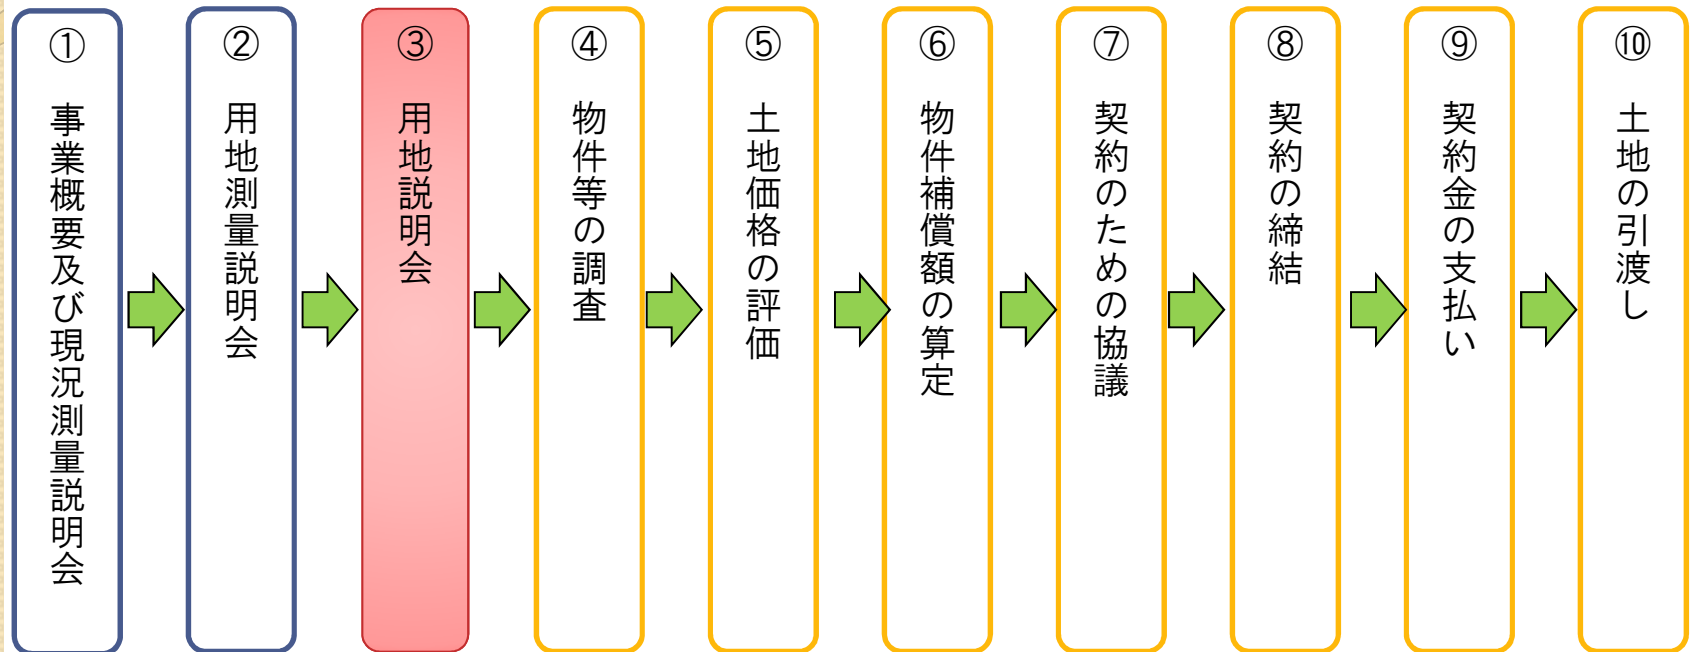 ①　事業概要及び現況測量説明会
②　用地測量説明会
③　用地説明会
④　物件等の調査
⑤　土地価格の評価
⑥　物件補償額の算定
⑦　契約のための協議
⑧　契約の締結
⑨　契約金の支払い
⑩　土地の引渡し